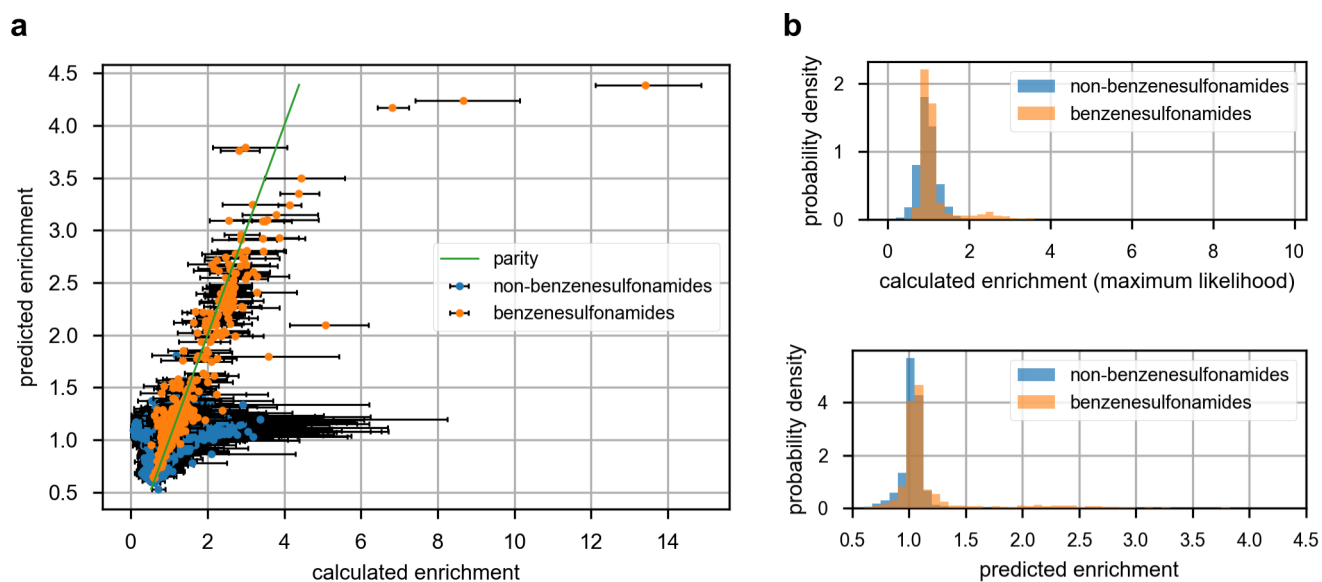 a
4.5
4.0
3.5
3.0
2.5
2.0
1.5
1.0
0.5
predicted enrichment
parity
non-benzenesulfonamides
benzenesulfonamides
0 2 4 6 8 10 12 14
calculated enrichment
b
2
1
0
probability density
non-benzenesulfonamides
benzenesulfonamides
0 2 4 6 8 10
calculated enrichment (maximum likelihood)
4
2
0
probability density
non-benzenesulfonamides
benzenesulfonamides
0.5 1.0 1.5 2.0 2.5 3.0 3.5 4.0 4.5
predicted enrichment